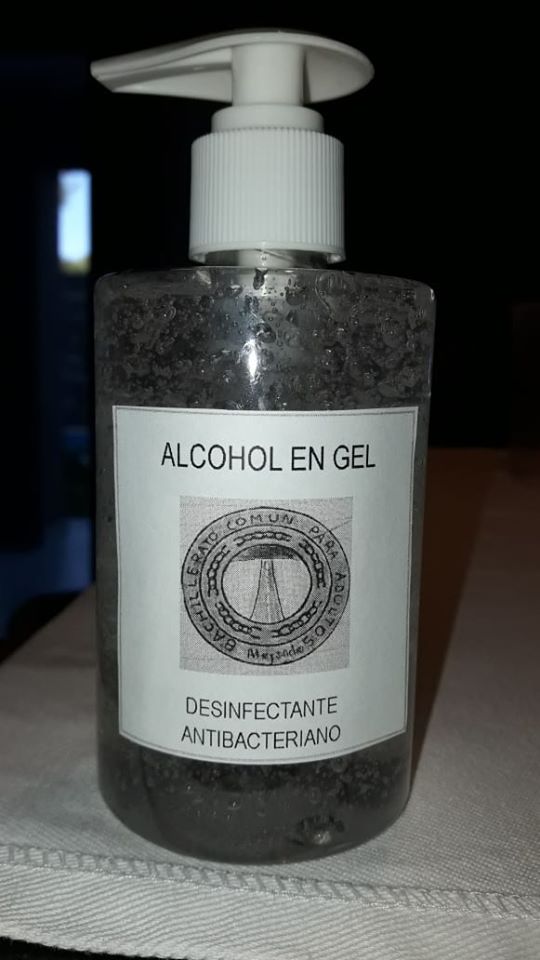 ALCOHOL EN GEL
BACHILLERATO COMUN PARA ADULTOS
DESINFECTANTE
ANTIBACTERIANO